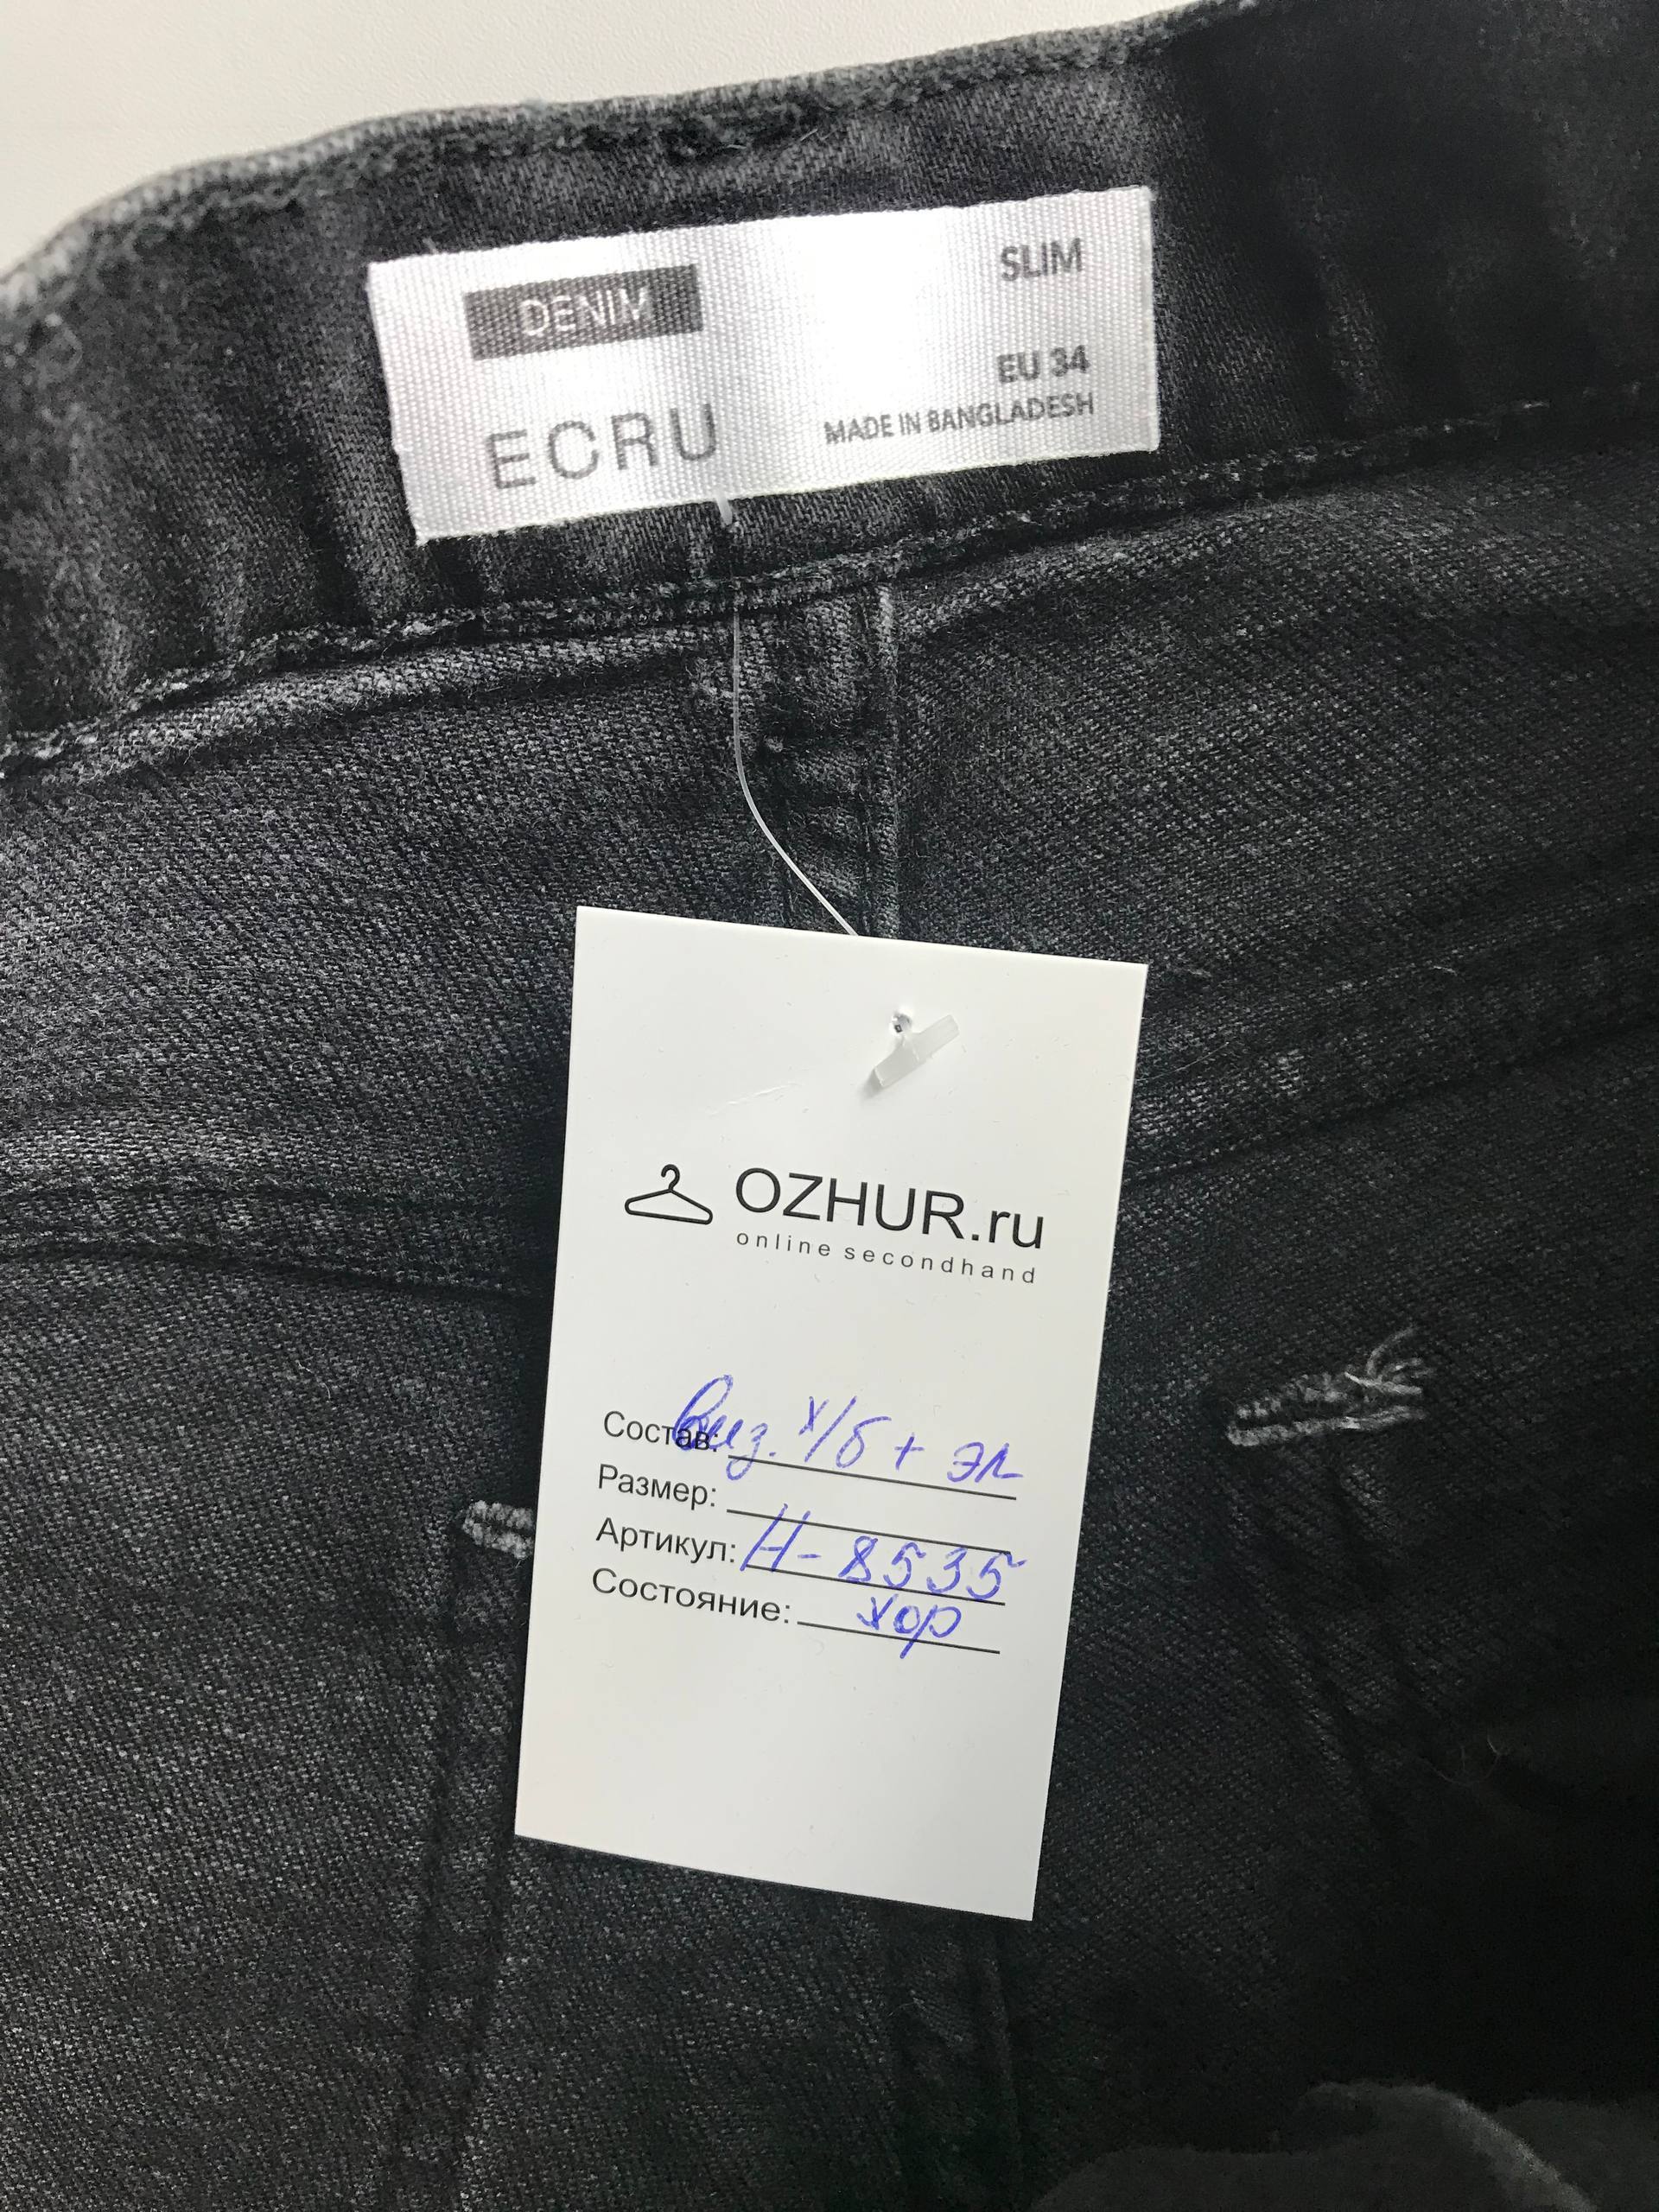 DENIM
ECRU
SLIM
EU 34
MADE IN BANGLADESH
OZHUR.ru
online secondhand
Состав: Виз. х/б + эл
Размер:
Артикул: Н-8535
Состояние: хор